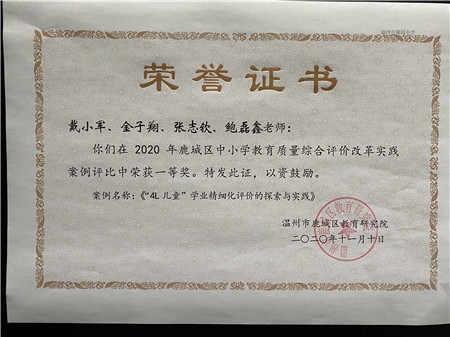 荣誉证书
戴小军、金子翔、张志钦、鲍磊鑫老师：
你们在 2020 年鹿城区中小学教育质量综合评价改革实践
案例评比中荣获一等奖。特发此证，以资鼓励。
案例名称：《“4L 儿童”学业精细化评价的探索与实践》
温州市鹿城区教育研究院
二〇二〇年十一月十日